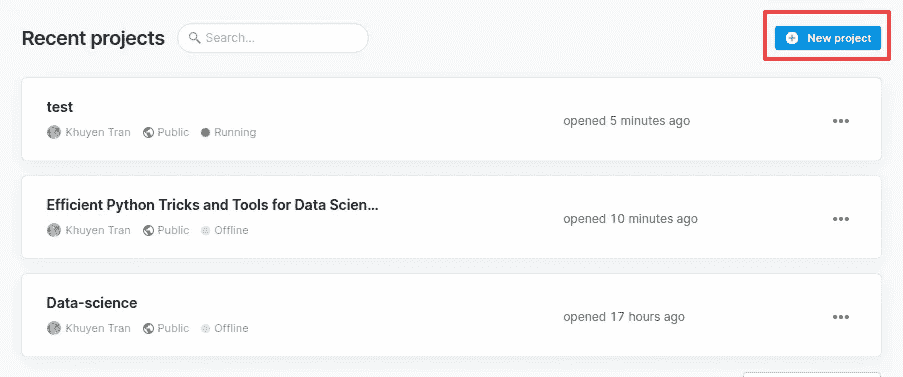 Recent projects
Search...
New project
test
Khuyen Tran Public Running
opened 5 minutes ago
Efficient Python Tricks and Tools for Data Scien...
Khuyen Tran Public Offline
opened 10 minutes ago
Data-science
Khuyen Tran Public Offline
opened 17 hours ago